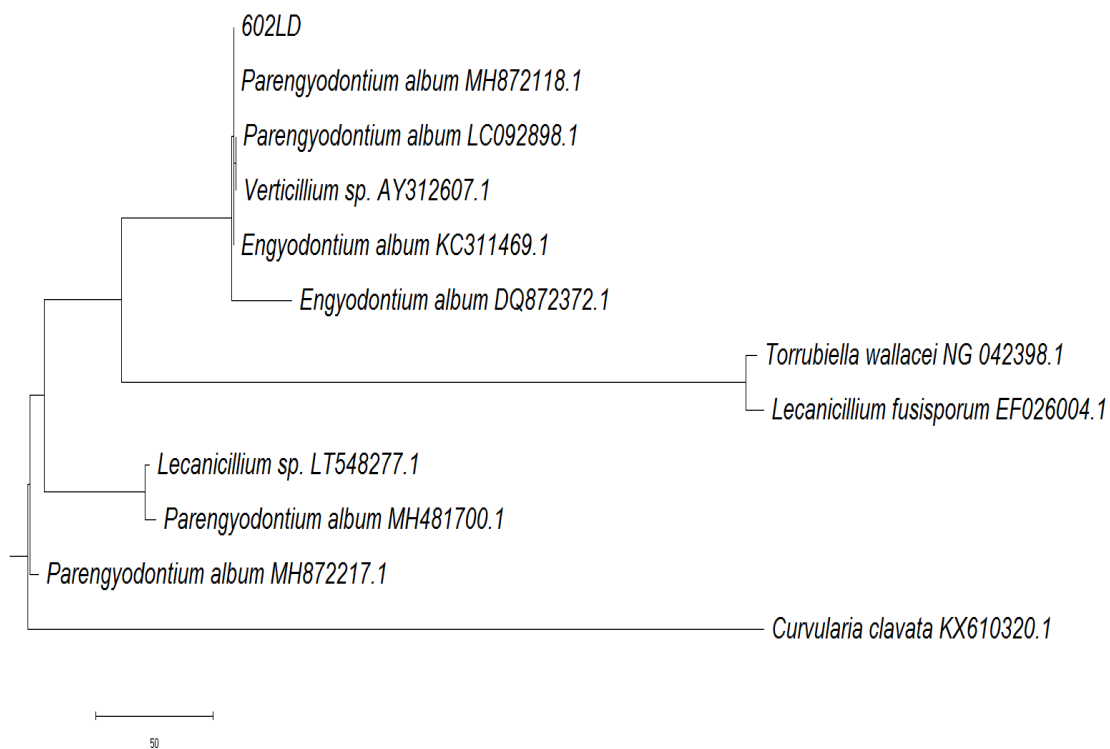 602LD
Parengyodontium album MH872118.1
Parengyodontium album LC092898.1
Verticillium sp. AY312607.1
Engyodontium album KC311469.1
Engyodontium album DQ872372.1
Torrubiella wallacei NG 042398.1
Lecanicillium fusisporum EF026004.1
Lecanicillium sp. LT548277.1
Parengyodontium album MH481700.1
Parengyodontium album MH872217.1
Curvularia clavata KX610320.1
50